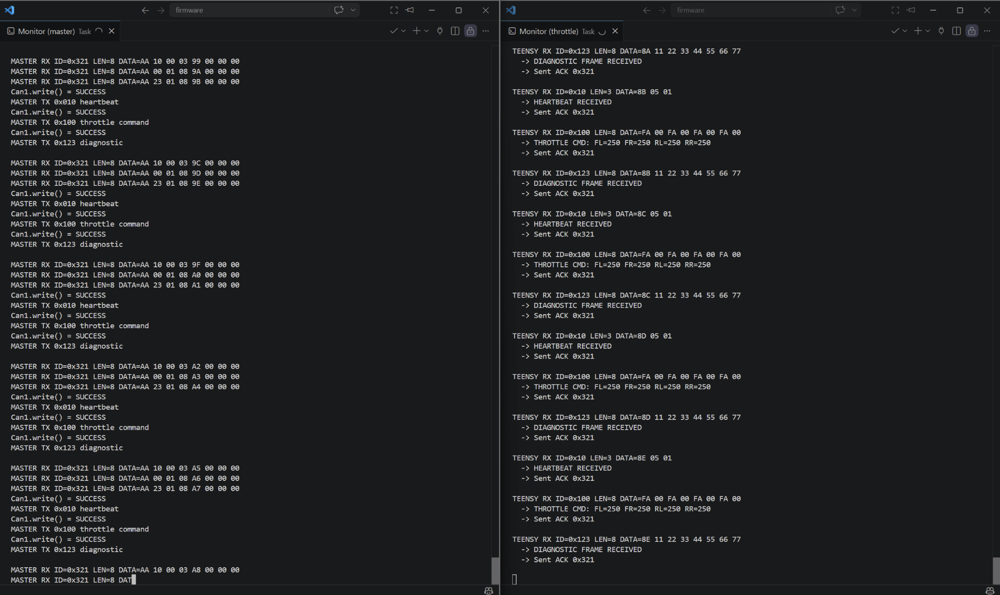 firmware
Monitor (master) Task
MASTER RX ID=0x321 LEN=8 DATA=AA 10 00 03 99 00 00 00
MASTER RX ID=0x321 LEN=8 DATA=AA 00 01 08 9A 00 00 00
MASTER RX ID=0x321 LEN=8 DATA=AA 23 01 08 9B 00 00 00
Can1.write() = SUCCESS
MASTER TX 0x010 heartbeat
Can1.write() = SUCCESS
MASTER TX 0x100 throttle command
Can1.write() = SUCCESS
MASTER TX 0x123 diagnostic
MASTER RX ID=0x321 LEN=8 DATA=AA 10 00 03 9C 00 00 00
MASTER RX ID=0x321 LEN=8 DATA=AA 00 01 08 9D 00 00 00
MASTER RX ID=0x321 LEN=8 DATA=AA 23 01 08 9E 00 00 00
Can1.write() = SUCCESS
MASTER TX 0x010 heartbeat
Can1.write() = SUCCESS
MASTER TX 0x100 throttle command
Can1.write() = SUCCESS
MASTER TX 0x123 diagnostic
MASTER RX ID=0x321 LEN=8 DATA=AA 10 00 03 9F 00 00 00
MASTER RX ID=0x321 LEN=8 DATA=AA 00 01 08 A0 00 00 00
MASTER RX ID=0x321 LEN=8 DATA=AA 23 01 08 A1 00 00 00
Can1.write() = SUCCESS
MASTER TX 0x010 heartbeat
Can1.write() = SUCCESS
MASTER TX 0x100 throttle command
Can1.write() = SUCCESS
MASTER TX 0x123 diagnostic
MASTER RX ID=0x321 LEN=8 DATA=AA 10 00 03 A2 00 00 00
MASTER RX ID=0x321 LEN=8 DATA=AA 00 01 08 A3 00 00 00
MASTER RX ID=0x321 LEN=8 DATA=AA 23 01 08 A4 00 00 00
Can1.write() = SUCCESS
MASTER TX 0x010 heartbeat
Can1.write() = SUCCESS
MASTER TX 0x100 throttle command
Can1.write() = SUCCESS
MASTER TX 0x123 diagnostic
MASTER RX ID=0x321 LEN=8 DATA=AA 10 00 03 A5 00 00 00
MASTER RX ID=0x321 LEN=8 DATA=AA 00 01 08 A6 00 00 00
MASTER RX ID=0x321 LEN=8 DATA=AA 23 01 08 A7 00 00 00
Can1.write() = SUCCESS
MASTER TX 0x010 heartbeat
Can1.write() = SUCCESS
MASTER TX 0x100 throttle command
Can1.write() = SUCCESS
MASTER TX 0x123 diagnostic
MASTER RX ID=0x321 LEN=8 DATA=AA 10 00 03 A8 00 00 00
MASTER RX ID=0x321 LEN=8 DAT
firmware
Monitor (throttle) Task
TEENSY RX ID=0x123 LEN=8 DATA=8A 11 22 33 44 55 66 77
-> DIAGNOSTIC FRAME RECEIVED
-> Sent ACK 0x321
TEENSY RX ID=0x10 LEN=3 DATA=8B 05 01
-> HEARTBEAT RECEIVED
-> Sent ACK 0x321
TEENSY RX ID=0x100 LEN=8 DATA=FA 00 FA 00 FA 00 FA 00
-> THROTTLE CMD: FL=250 FR=250 RL=250 RR=250
-> Sent ACK 0x321
TEENSY RX ID=0x123 LEN=8 DATA=8B 11 22 33 44 55 66 77
-> DIAGNOSTIC FRAME RECEIVED
-> Sent ACK 0x321
TEENSY RX ID=0x10 LEN=3 DATA=8C 05 01
-> HEARTBEAT RECEIVED
-> Sent ACK 0x321
TEENSY RX ID=0x100 LEN=8 DATA=FA 00 FA 00 FA 00 FA 00
-> THROTTLE CMD: FL=250 FR=250 RL=250 RR=250
-> Sent ACK 0x321
TEENSY RX ID=0x123 LEN=8 DATA=8C 11 22 33 44 55 66 77
-> DIAGNOSTIC FRAME RECEIVED
-> Sent ACK 0x321
TEENSY RX ID=0x10 LEN=3 DATA=8D 05 01
-> HEARTBEAT RECEIVED
-> Sent ACK 0x321
TEENSY RX ID=0x100 LEN=8 DATA=FA 00 FA 00 FA 00 FA 00
-> THROTTLE CMD: FL=250 FR=250 RL=250 RR=250
-> Sent ACK 0x321
TEENSY RX ID=0x123 LEN=8 DATA=8D 11 22 33 44 55 66 77
-> DIAGNOSTIC FRAME RECEIVED
-> Sent ACK 0x321
TEENSY RX ID=0x10 LEN=3 DATA=8E 05 01
-> HEARTBEAT RECEIVED
-> Sent ACK 0x321
TEENSY RX ID=0x100 LEN=8 DATA=FA 00 FA 00 FA 00 FA 00
-> THROTTLE CMD: FL=250 FR=250 RL=250 RR=250
-> Sent ACK 0x321
TEENSY RX ID=0x123 LEN=8 DATA=8E 11 22 33 44 55 66 77
-> DIAGNOSTIC FRAME RECEIVED
-> Sent ACK 0x321